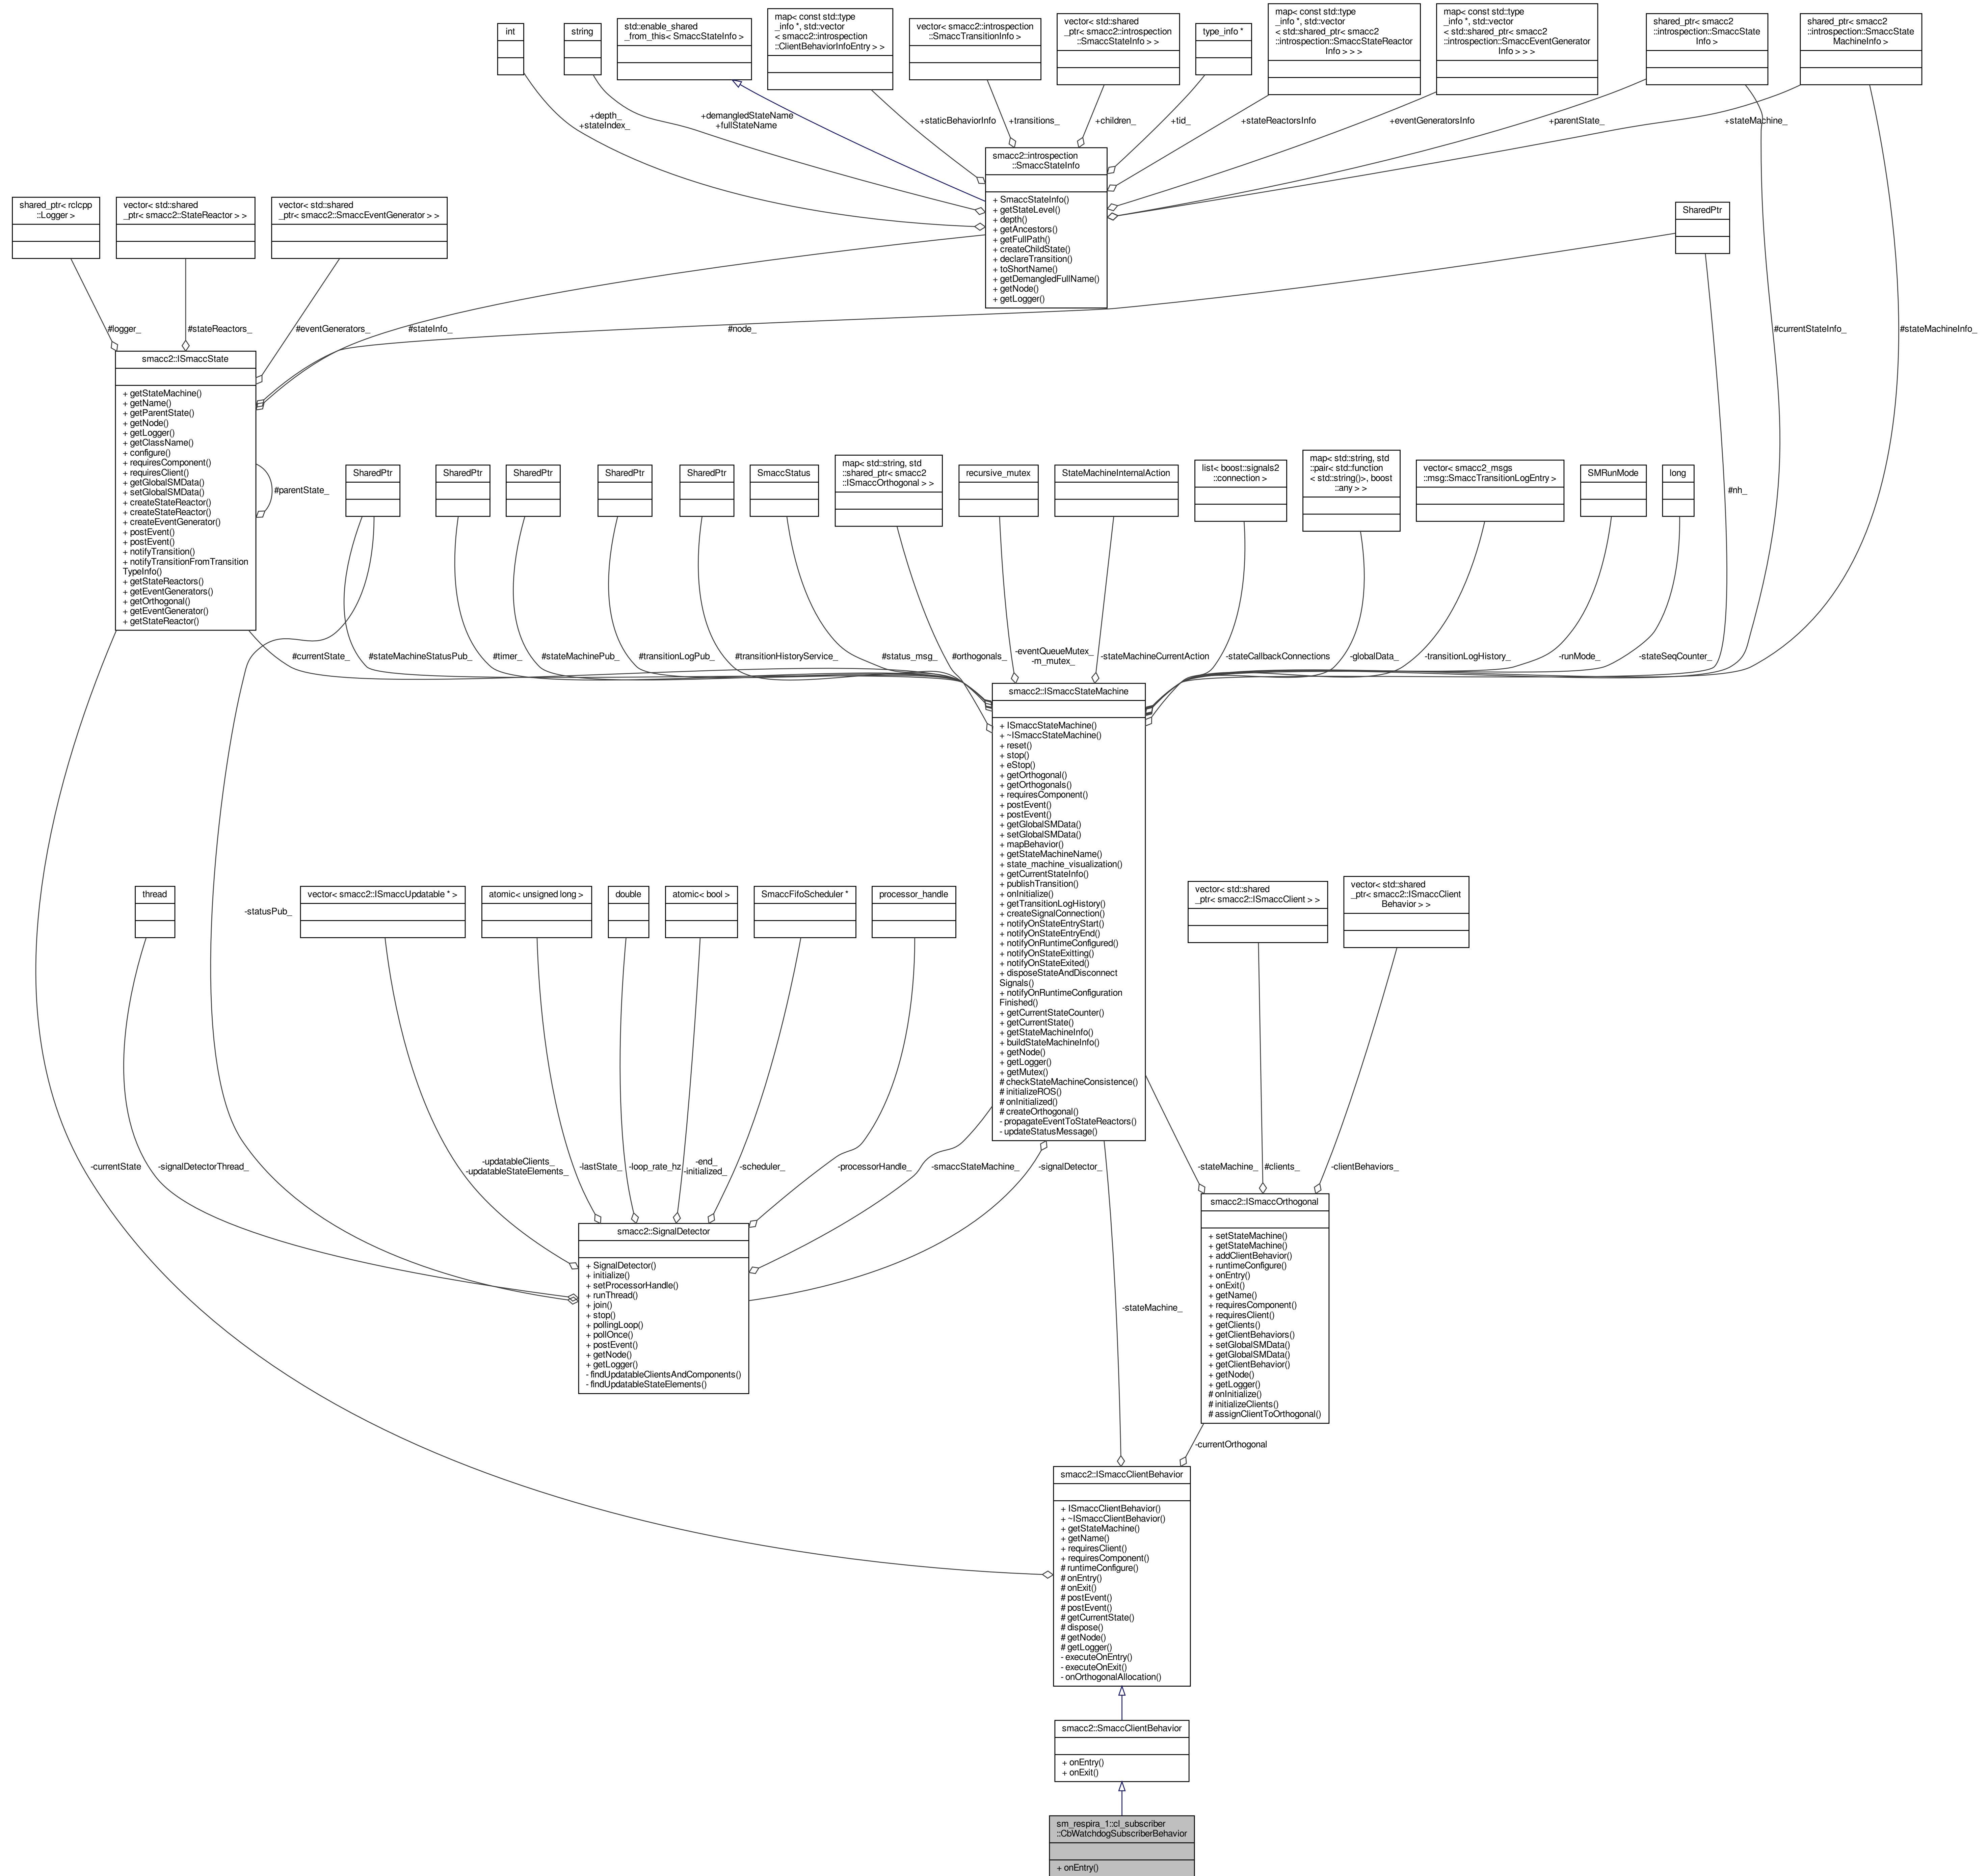 int
string
std::enable_shared
_from_this< SmaccStateInfo >
map< const std::type
_info *, std::vector
< smacc2::introspection
::ClientBehaviorInfoEntry > >
vector< smacc2::introspection
::SmaccTransitionInfo >
vector< std::shared
_ptr< smacc2::introspection
::SmaccStateInfo > >
type_info *
map< const std::type
_info *, std::vector
< std::shared_ptr< smacc2
::introspection::SmaccStateReactor
Info > > >
map< const std::type
_info *, std::vector
< std::shared_ptr< smacc2
::introspection::SmaccEventGenerator
Info > > >
shared_ptr< smacc2
::introspection::SmaccState
Info >
shared_ptr< smacc2
::introspection::SmaccState
MachineInfo >
+depth_
+stateIndex_
+demangledStateName
+fullStateName
+staticBehaviorInfo
+transitions_
+children_
+tid_
+stateReactorsInfo
+eventGeneratorsInfo
+parentState_
+stateMachine_
smacc2::introspection
::SmaccStateInfo
+ SmaccStateInfo()
+ getStateLevel()
+ depth()
+ getAncestors()
+ getFullPath()
+ createChildState()
+ declareTransition()
+ toShortName()
+ getDemangledFullName()
+ getNode()
+ getLogger()
shared_ptr< rclcpp
::Logger >
vector< std::shared
_ptr< smacc2::StateReactor > >
vector< std::shared
_ptr< smacc2::SmaccEventGenerator > >
SharedPtr
#logger_
#stateReactors_
#eventGenerators_
#stateInfo_
#node_
#currentStateInfo_
#stateMachineInfo_
smacc2::ISmaccState
+ getStateMachine()
+ getName()
+ getParentState()
+ getNode()
+ getLogger()
+ getClassName()
+ configure()
+ requiresComponent()
+ requiresClient()
+ getGlobalSMData()
+ setGlobalSMData()
+ createStateReactor()
+ createStateReactor()
+ createEventGenerator()
+ postEvent()
+ postEvent()
+ notifyTransition()
+ notifyTransitionFromTransition
TypeInfo()
+ getStateReactors()
+ getEventGenerators()
+ getOrthogonal()
+ getEventGenerator()
+ getStateReactor()
#parentState_
SharedPtr
SharedPtr
SharedPtr
SharedPtr
SharedPtr
SmaccStatus
map< std::string, std
::shared_ptr< smacc2
::ISmaccOrthogonal > >
recursive_mutex
StateMachineInternalAction
list< boost::signals2
::connection >
map< std::string, std
::pair< std::function
< std::string()>, boost
::any > >
vector< smacc2_msgs
::msg::SmaccTransitionLogEntry >
SMRunMode
long
#nh_
#currentState_
#stateMachineStatusPub_
#timer_
#stateMachinePub_
#transitionLogPub_
#transitionHistoryService_
#status_msg_
#orthogonals_
-eventQueueMutex_
-m_mutex_
-stateMachineCurrentAction
-stateCallbackConnections
-globalData_
-transitionLogHistory_
-runMode_
-stateSeqCounter_
smacc2::ISmaccStateMachine
+ ISmaccStateMachine()
+ ~ISmaccStateMachine()
+ reset()
+ stop()
+ eStop()
+ getOrthogonal()
+ getOrthogonals()
+ requiresComponent()
+ postEvent()
+ postEvent()
+ getGlobalSMData()
+ setGlobalSMData()
+ mapBehavior()
+ getStateMachineName()
+ state_machine_visualization()
+ getCurrentStateInfo()
+ publishTransition()
+ onInitialize()
+ getTransitionLogHistory()
+ createSignalConnection()
+ notifyOnStateEntryStart()
+ notifyOnStateEntryEnd()
+ notifyOnRuntimeConfigured()
+ notifyOnStateExitting()
+ notifyOnStateExited()
+ disposeStateAndDisconnect
Signals()
+ notifyOnRuntimeConfiguration
Finished()
+ getCurrentStateCounter()
+ getCurrentState()
+ getStateMachineInfo()
+ buildStateMachineInfo()
+ getNode()
+ getLogger()
+ getMutex()
# checkStateMachineConsistence()
# initializeROS()
# onInitialized()
# createOrthogonal()
- propagateEventToStateReactors()
- updateStatusMessage()
thread
-statusPub_
vector< smacc2::ISmaccUpdatable * >
atomic< unsigned long >
double
atomic< bool >
SmaccFifoScheduler *
processor_handle
vector< std::shared
_ptr< smacc2::ISmaccClient > >
vector< std::shared
_ptr< smacc2::ISmaccClient
Behavior > >
-currentState
-signalDetectorThread_
-updatableClients_
-updatableStateElements_
-lastState_
-loop_rate_hz
-end_
-initialized_
-scheduler_
-processorHandle_
-smaccStateMachine_
-signalDetector_
-stateMachine_
#clients_
-clientBehaviors_
smacc2::SignalDetector
+ SignalDetector()
+ initialize()
+ setProcessorHandle()
+ runThread()
+ join()
+ stop()
+ pollingLoop()
+ pollOnce()
+ postEvent()
+ getNode()
+ getLogger()
- findUpdatableClientsAndComponents()
- findUpdatableStateElements()
-stateMachine_
smacc2::ISmaccOrthogonal
+ setStateMachine()
+ getStateMachine()
+ addClientBehavior()
+ runtimeConfigure()
+ onEntry()
+ onExit()
+ getName()
+ requiresComponent()
+ requiresClient()
+ getClients()
+ getClientBehaviors()
+ setGlobalSMData()
+ getGlobalSMData()
+ getClientBehavior()
+ getNode()
+ getLogger()
# onInitialize()
# initializeClients()
# assignClientToOrthogonal()
-currentOrthogonal
smacc2::ISmaccClientBehavior
+ ISmaccClientBehavior()
+ ~ISmaccClientBehavior()
+ getStateMachine()
+ getName()
+ requiresClient()
+ requiresComponent()
# runtimeConfigure()
# onEntry()
# onExit()
# postEvent()
# postEvent()
# getCurrentState()
# dispose()
# getNode()
# getLogger()
- executeOnEntry()
- executeOnExit()
- onOrthogonalAllocation()
smacc2::SmaccClientBehavior
+ onEntry()
+ onExit()
sm_respira_1::cl_subscriber
::CbWatchdogSubscriberBehavior
+ onEntry()